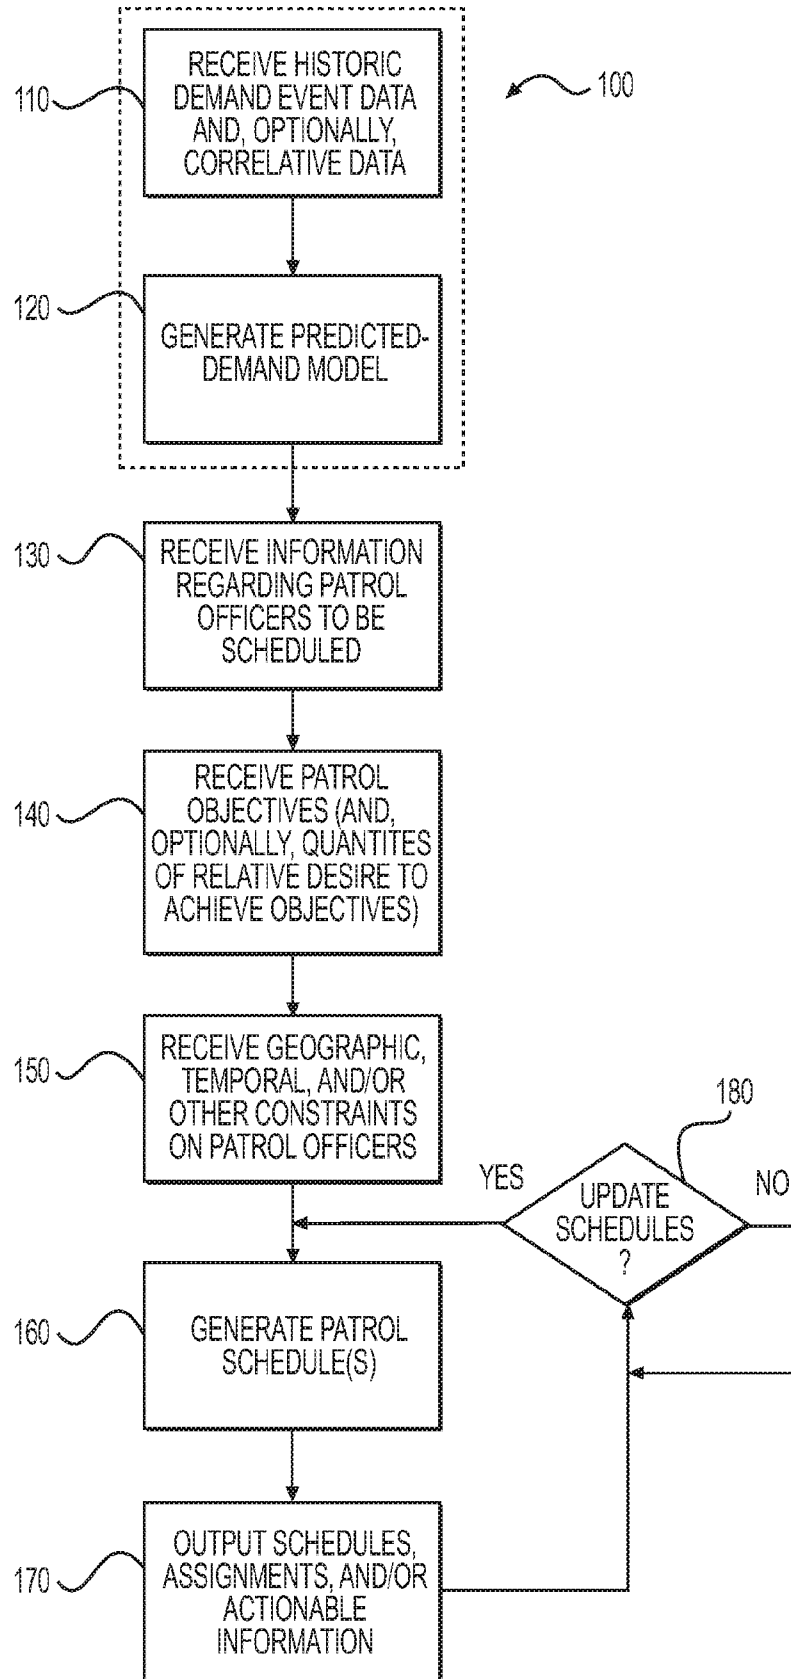 RECEIVE HISTORIC
DEMAND EVENT DATA
AND, OPTIONALLY,
CORRELATIVE DATA
110
100
120
GENERATE PREDICTED-
DEMAND MODEL
130
RECEIVE INFORMATION
REGARDING PATROL
OFFICERS TO BE
SCHEDULED
140
RECEIVE PATROL
OBJECTIVES (AND,
OPTIONALLY, QUANTITES
OF RELATIVE DESIRE TO
ACHIEVE OBJECTIVES)
150
RECEIVE GEOGRAPHIC,
TEMPORAL, AND/OR
OTHER CONSTRAINTS
ON PATROL OFFICERS
180
YES
UPDATE
SCHEDULES
?
NO
160
GENERATE PATROL
SCHEDULE(S)
170
OUTPUT SCHEDULES,
ASSIGNMENTS, AND/OR
ACTIONABLE
INFORMATION